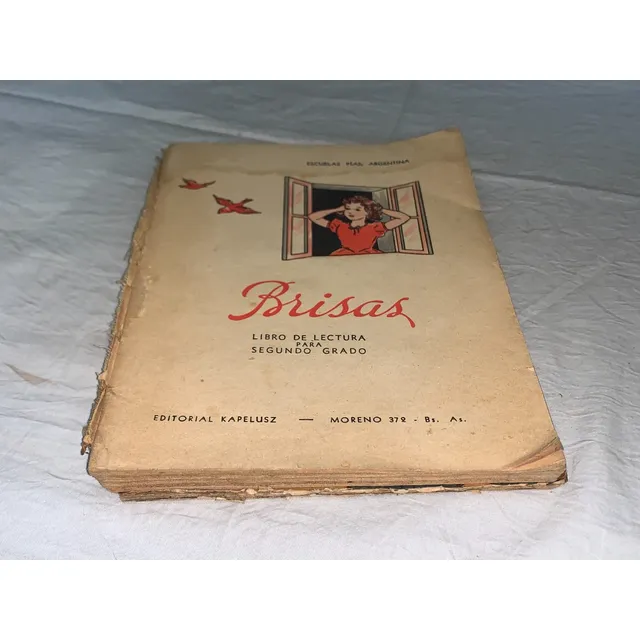 ESCUELAS PIAS ARGENTINA
Brisas
LIBRO DE LECTURA
PARA
SEGUNDO GRADO
EDITORIAL KAPELUSZ — MORENO 372 - Bs. As.